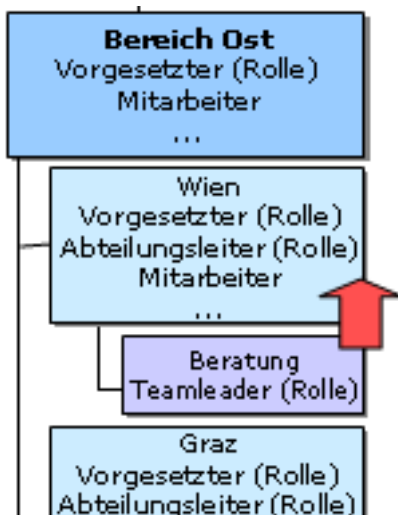 Bereich Ost
Vorgesetzter (Rolle)
Mitarbeiter
...
Wien
Vorgesetzter (Rolle)
Abteilungsleiter (Rolle)
Mitarbeiter
...
Beratung
Teamleader (Rolle)
Graz
Vorgesetzter (Rolle)
Abteilungsleiter (Rolle)